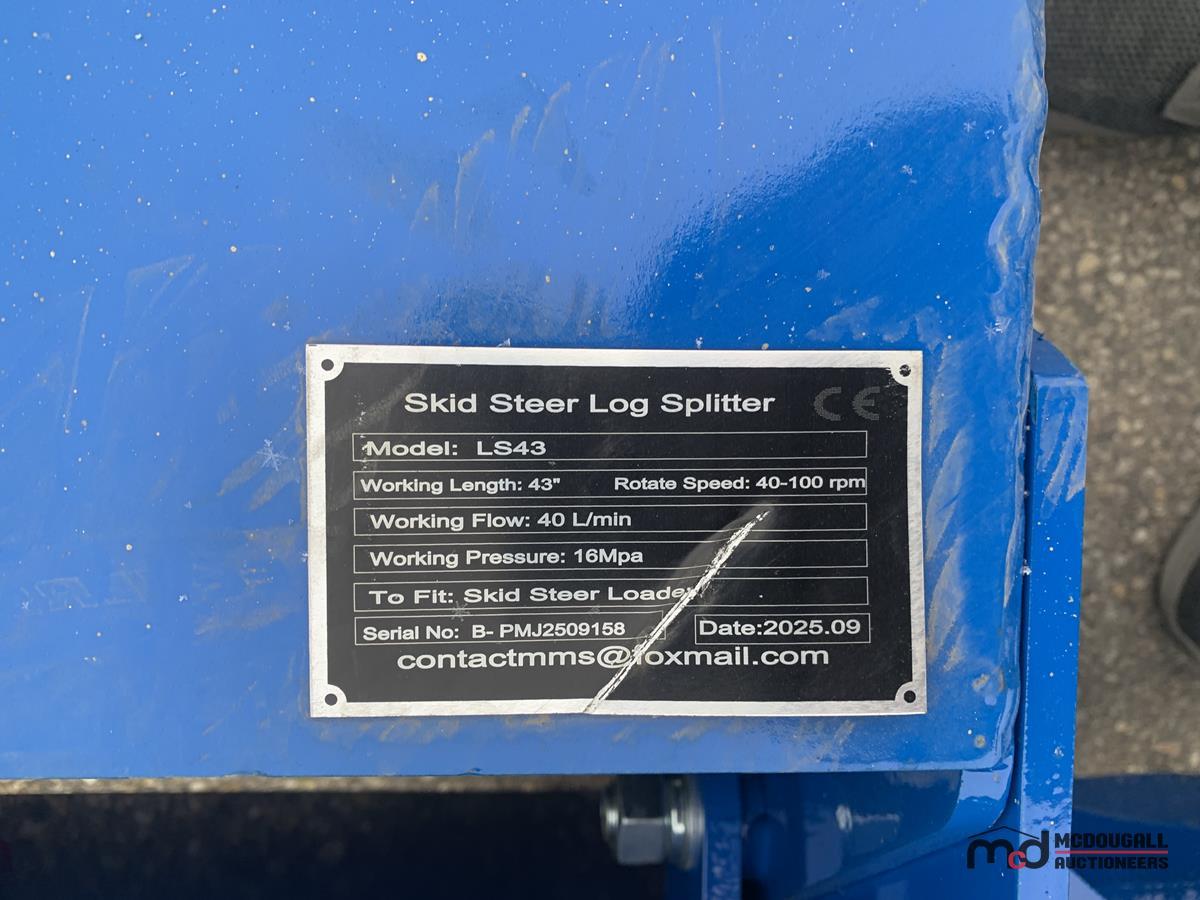 Skid Steer Log Splitter CE
Model: LS43
Working Length: 43" Rotate Speed: 40-100 rpm
Working Flow: 40 L/min
Working Pressure: 16Mpa
To Fit: Skid Steer Loader
Serial No: B- PMJ2509158 Date:2025.09
contactmms@foxmail.com
mcd MCDOUGALL
AUCTIONEERS